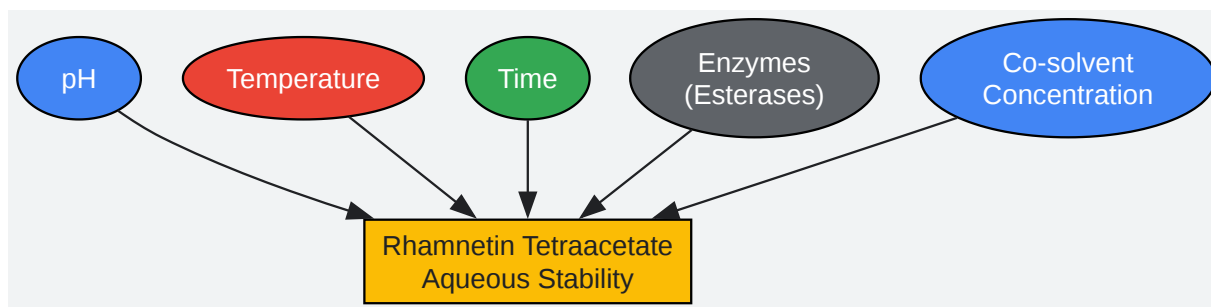 pH
Temperature
Time
Enzymes
(Esterases)
Co-solvent
Concentration
Rhamnetin Tetraacetate
Aqueous Stability